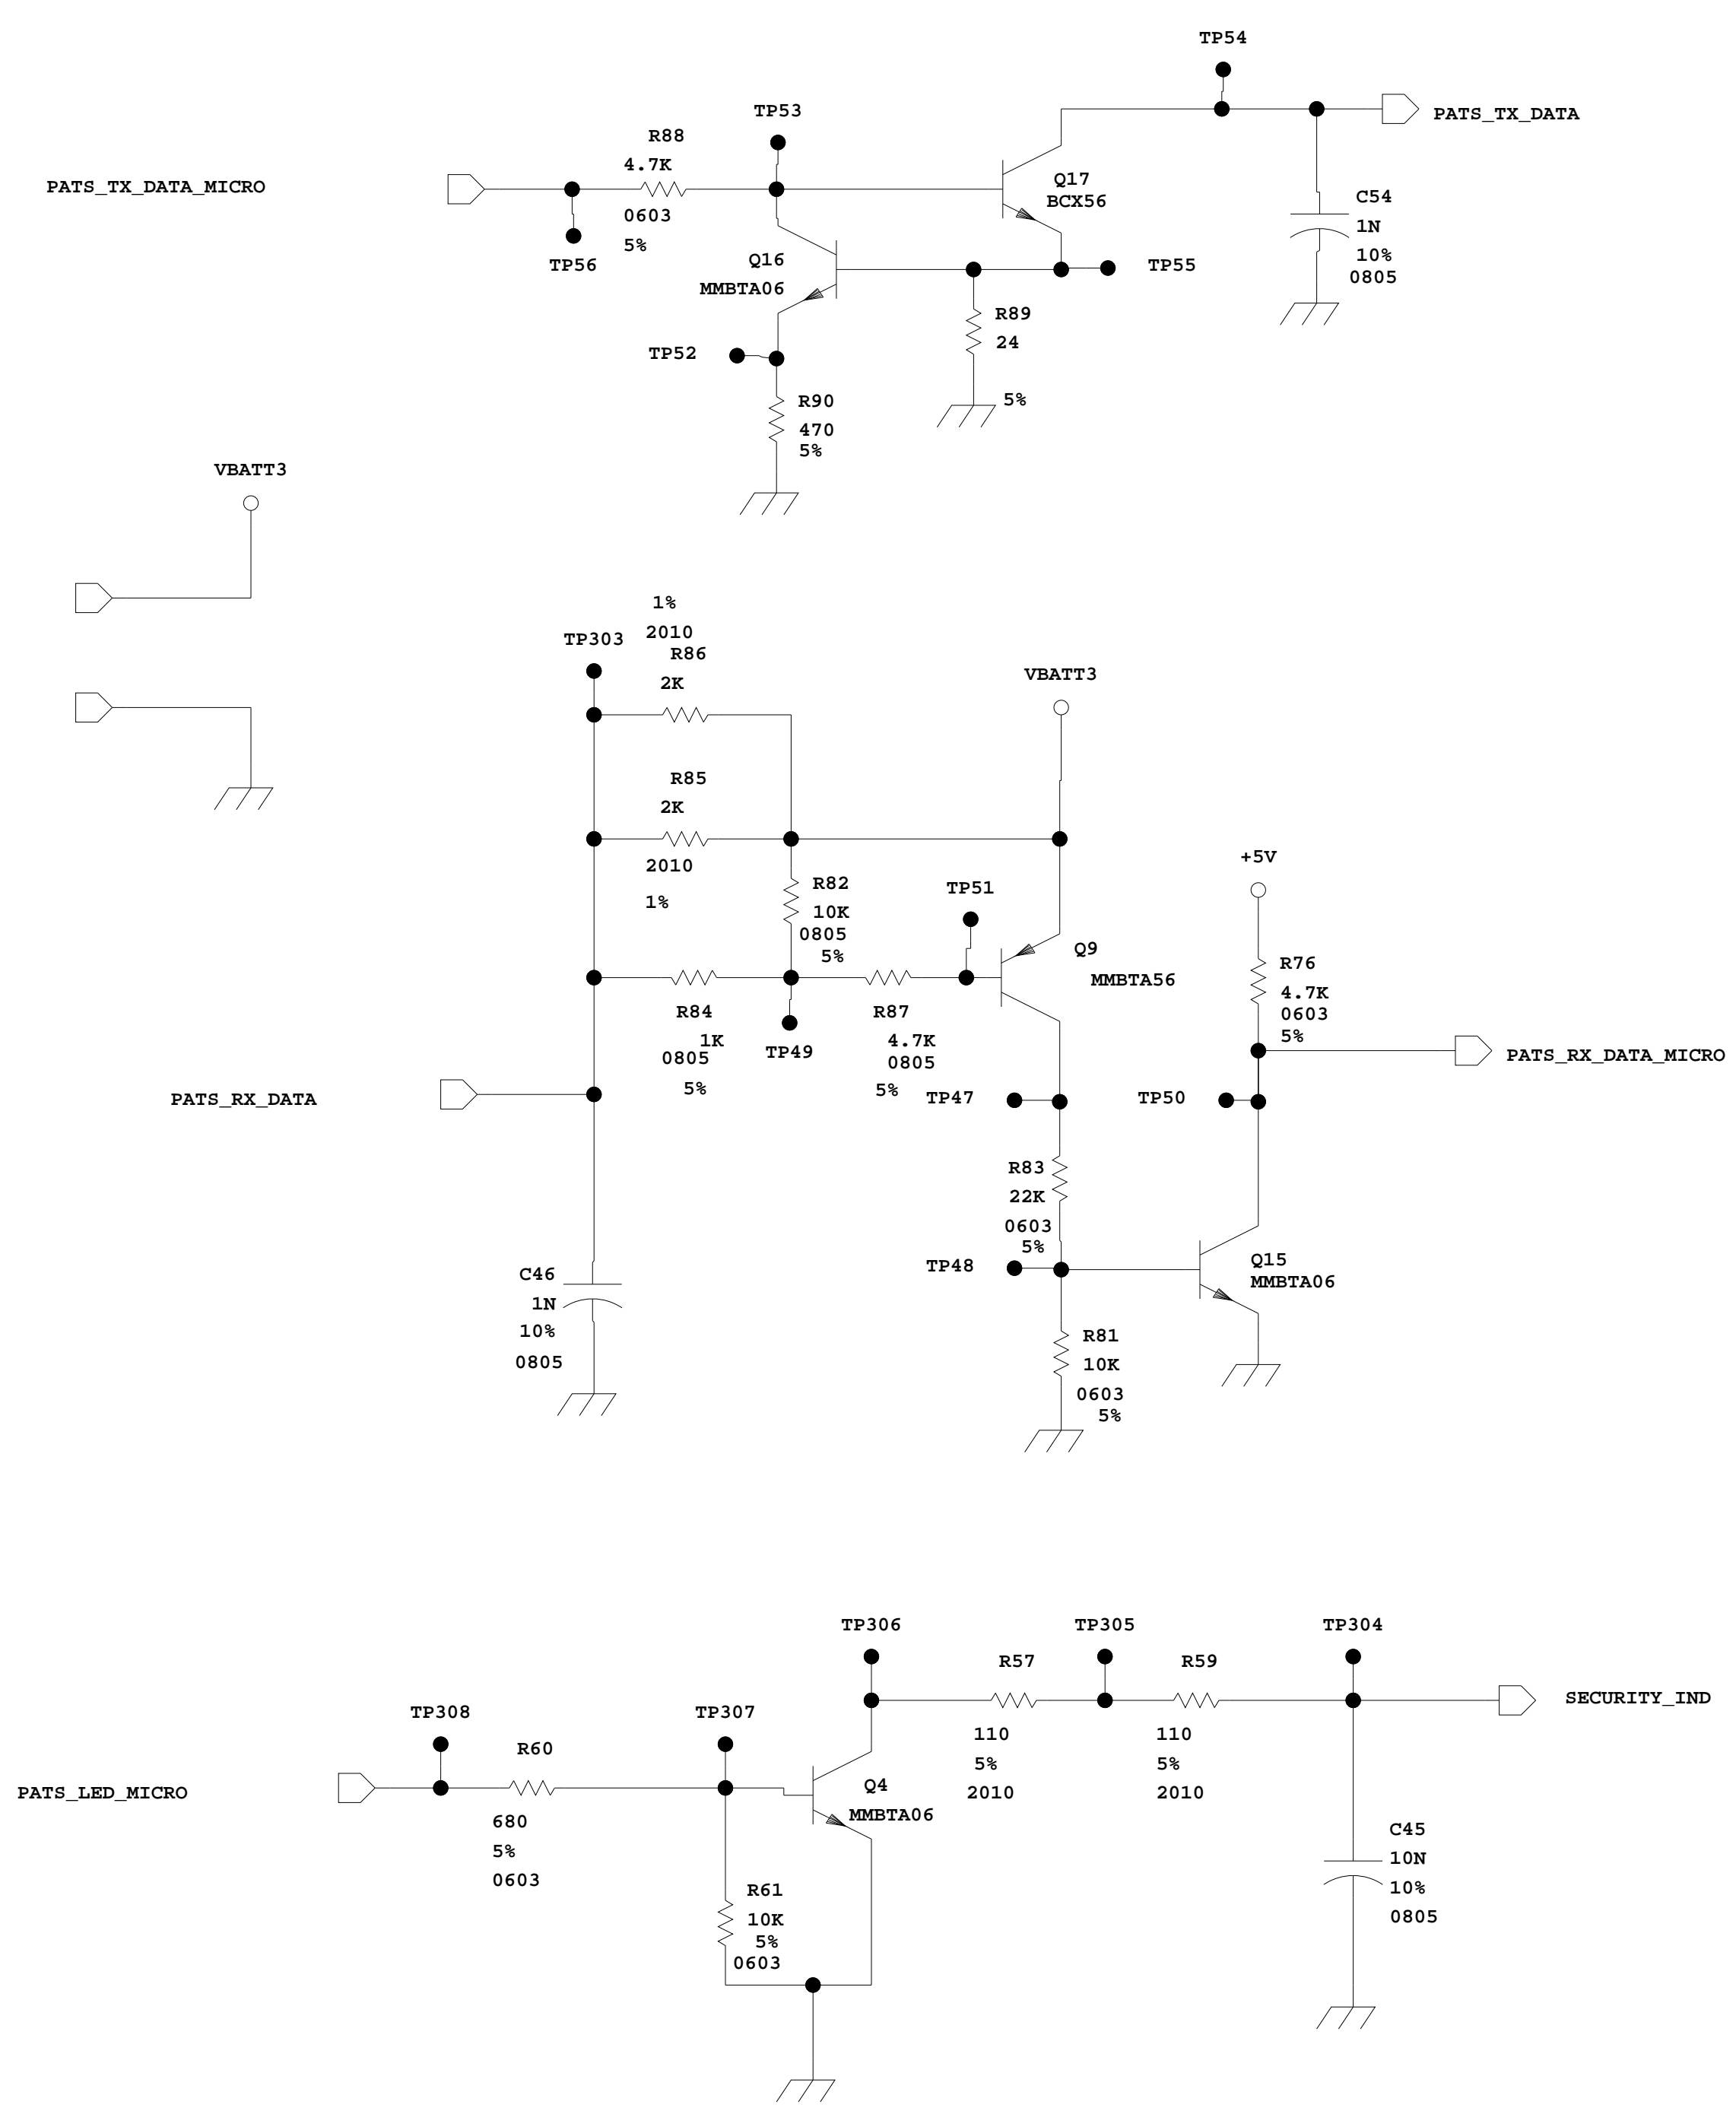 TP54
TP53
PATS_TX_DATA
R88
4.7K
PATS_TX_DATA_MICRO
0603
5%
TP56
Q17
BCX56
C54
1N
10%
0805
Q16
MMBTA06
TP55
R89
24
5%
TP52
R90
470
5%
VBATT3
1%
2010
TP303
R86
2K
VBATT3
R85
2K
2010
1%
R82
10K
0805
5%
TP51
+5V
Q9
MMBTA56
R76
4.7K
0603
5%
R84
1K
0805
5%
TP49
R87
4.7K
0805
5%
PATS_RX_DATA_MICRO
PATS_RX_DATA
TP47
TP50
R83
22K
0603
5%
TP48
Q15
MMBTA06
C46
1N
10%
0805
R81
10K
0603
5%
TP306
TP305
TP304
R57
R59
SECURITY_IND
TP308
TP307
R60
110
5%
2010
110
5%
2010
PATS_LED_MICRO
Q4
MMBTA06
680
5%
0603
C45
10N
10%
0805
R61
10K
5%
0603